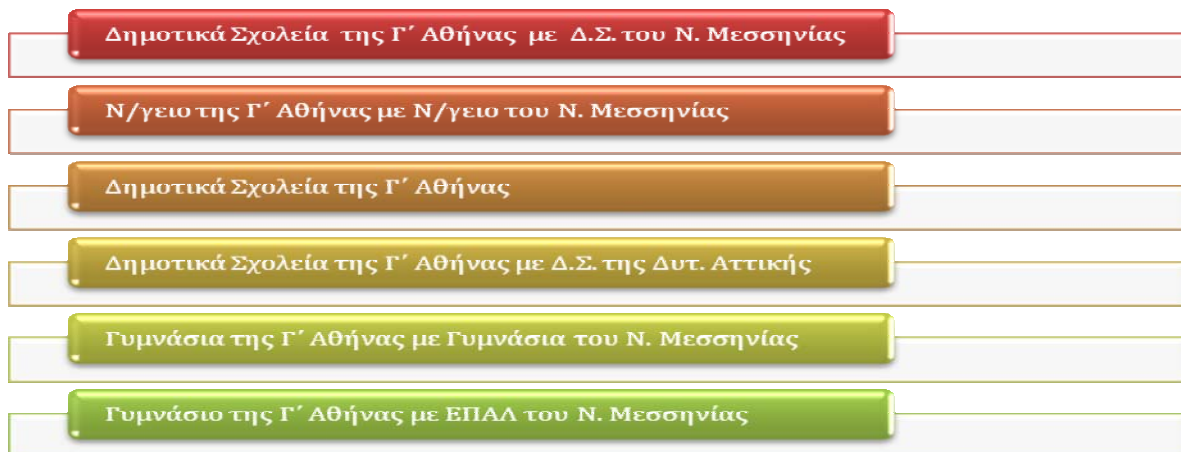 Δημοτικά Σχολεία της Γ΄ Αθήνας με Δ.Σ. του Ν. Μεσσηνίας
Ν/γειο της Γ΄ Αθήνας με Ν/γειο του Ν. Μεσσηνίας
Δημοτικά Σχολεία της Γ΄ Αθήνας
Δημοτικά Σχολεία της Γ΄ Αθήνας με Δ.Σ. της Δυτ. Αττικής
Γυμνάσια της Γ΄ Αθήνας με Γυμνάσια του Ν. Μεσσηνίας
Γυμνάσιο της Γ΄ Αθήνας με ΕΠΑΛ του Ν. Μεσσηνίας